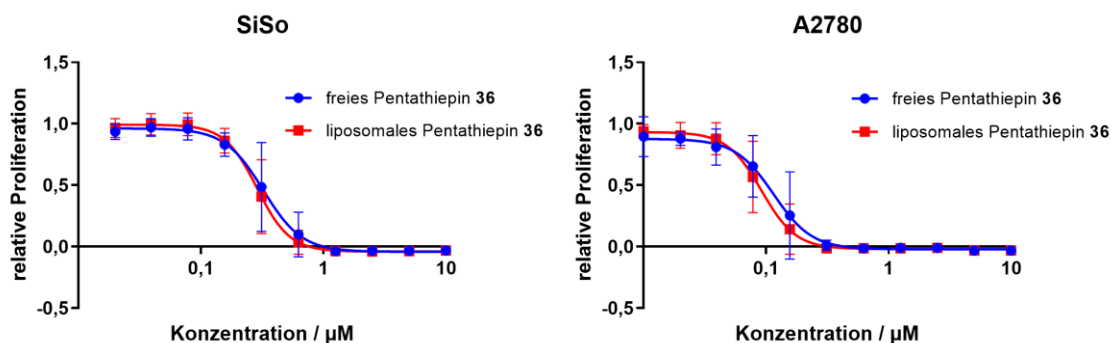 SiSo
1,5
1,0
0,5
0,0
-0,5
relative Proliferation
freies Pentathiepin 36
liposomales Pentathiepin 36
0,1
1
10
Konzentration / µM
A2780
1,5
1,0
0,5
0,0
-0,5
relative Proliferation
freies Pentathiepin 36
liposomales Pentathiepin 36
0,1
1
10
Konzentration / µM